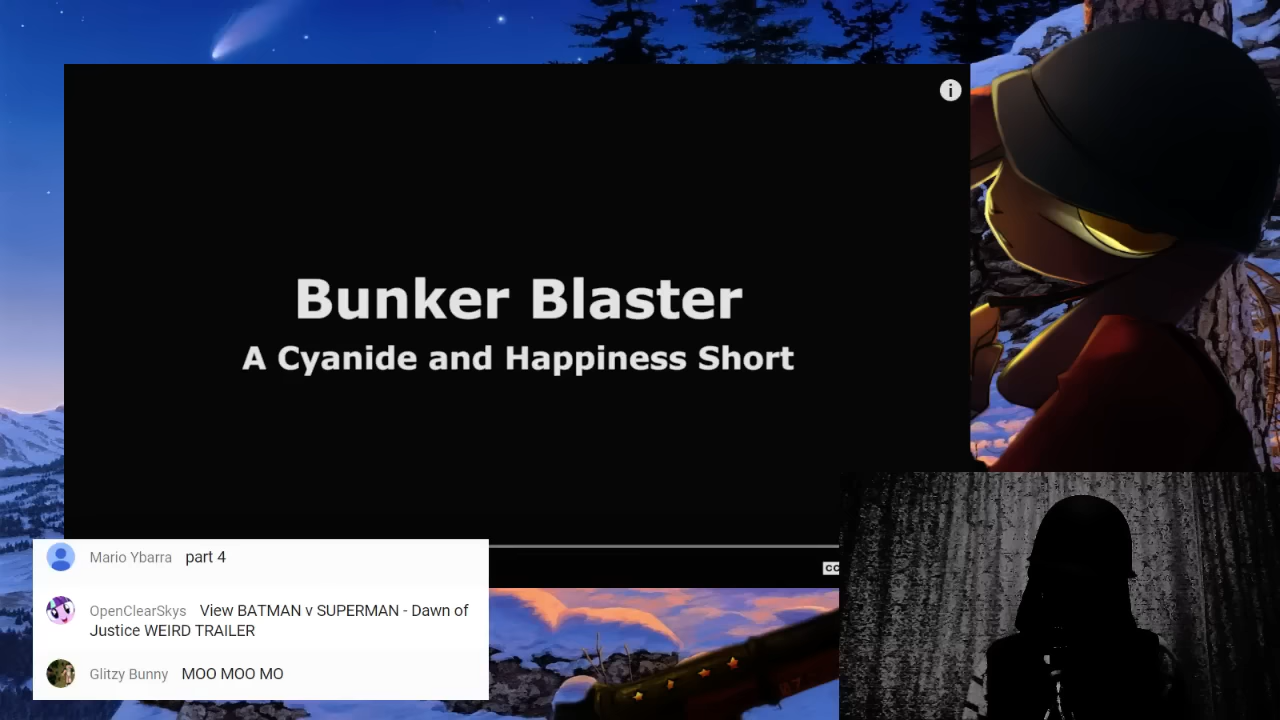 i
Bunker Blaster
A Cyanide and Happiness Short
CC
Mario Ybarra part 4
OpenClearSkys View BATMAN v SUPERMAN - Dawn of
Justice WEIRD TRAILER
Glitzy Bunny MOO MOO MO